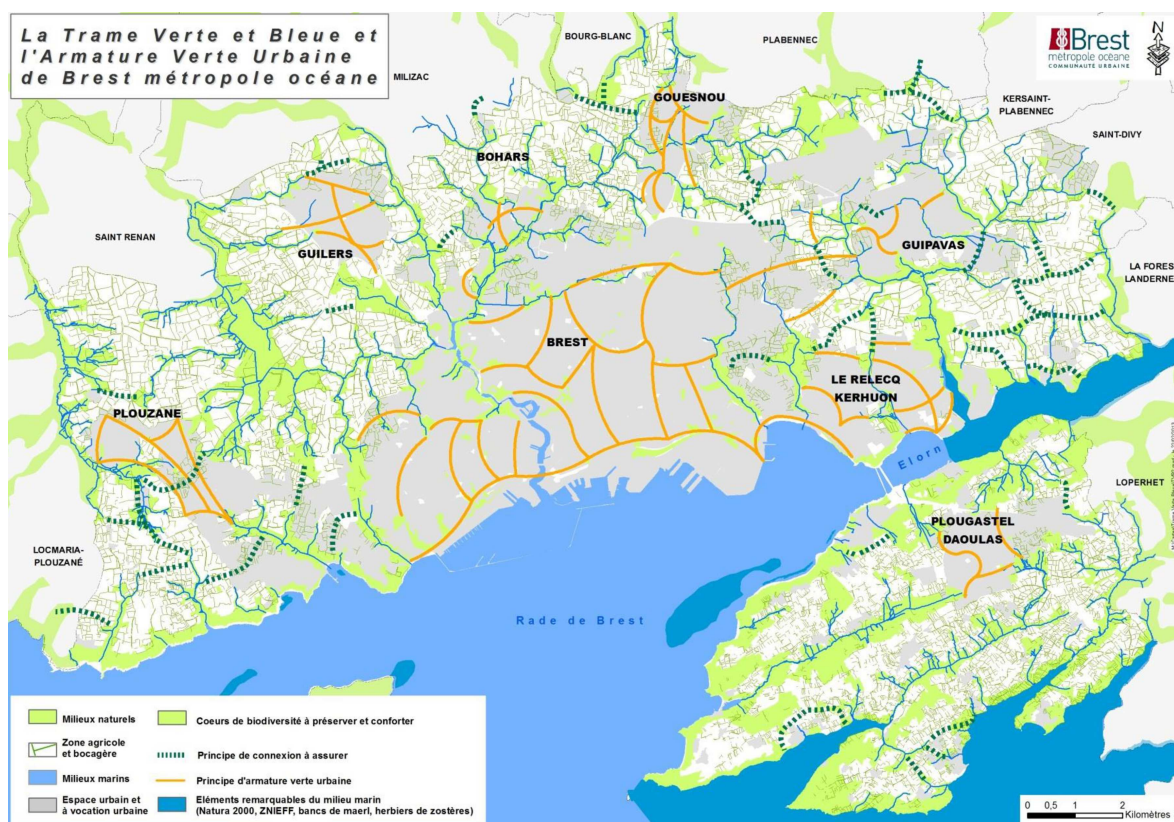 La Trame Verte et Bleue et
l'Armature Verte Urbaine
de Brest métropole océane
Brest
métropole océane
COMMUNAUTÉ URBAINE
N
BOURG-BLANC
PLABENNEC
MILIZAC
GOUESNOU
KERSAINT-
PLABENNEC
SAINT-DIVY
BOHARS
SAINT RENAN
GUILERS
GUIPAVAS
LA FORES
LANDERNE
BREST
LE RELECQ
KERHUON
PLOUZANE
Elorn
LOPERHET
PLOUGASTEL
DAOULAS
LOCMARIA-
PLOUZANÉ
Rade de Brest
Milieux naturels
Coeurs de biodiversité à préserver et conforter
Zone agricole
et bocagère
Principe de connexion à assurer
Milieux marins
Principe d'armature verte urbaine
Espace urbain et
à vocation urbaine
Eléments remarquables du milieu marin
(Natura 2000, ZNIEFF, bancs de maerl, herbiers de zostères)
0 0,5 1 2
Kilomètres